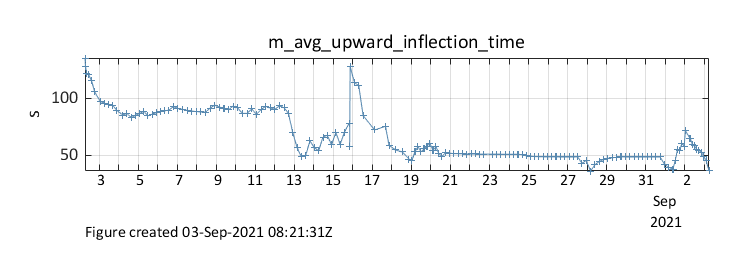 m_avg_upward_inflection_time
100
50
s
3 5 7 9 11 13 15 17 19 21 23 25 27 29 31 2
Sep
2021
Figure created 03-Sep-2021 08:21:31Z